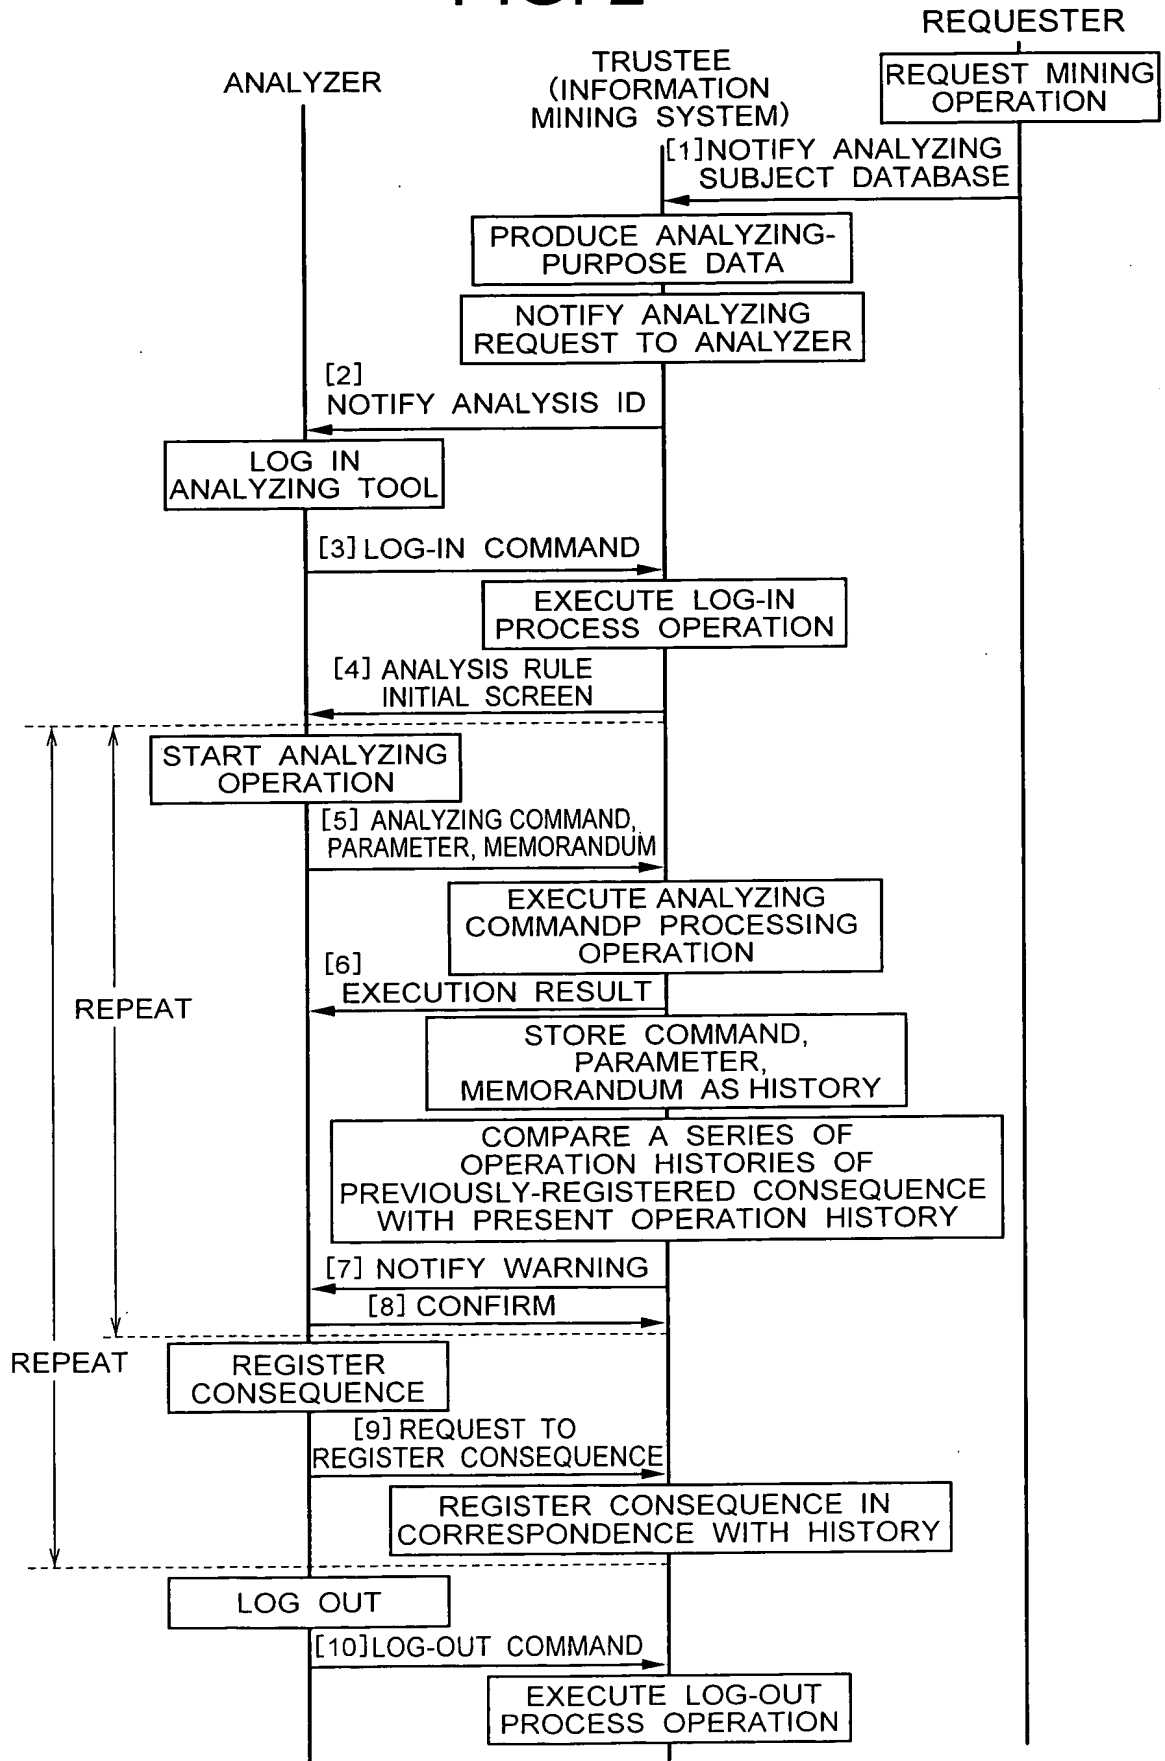 REQUESTER
ANALYZER
TRUSTEE
(INFORMATION
MINING SYSTEM)
REQUEST MINING
OPERATION
[1]NOTIFY ANALYZING
SUBJECT DATABASE
PRODUCE ANALYZING-
PURPOSE DATA
NOTIFY ANALYZING
REQUEST TO ANALYZER
[2]
NOTIFY ANALYSIS ID
LOG IN
ANALYZING TOOL
[3]LOG-IN COMMAND
EXECUTE LOG-IN
PROCESS OPERATION
[4] ANALYSIS RULE
INITIAL SCREEN
START ANALYZING
OPERATION
[5] ANALYZING COMMAND,
PARAMETER, MEMORANDUM
EXECUTE ANALYZING
COMMANDP PROCESSING
OPERATION
[6]
EXECUTION RESULT
REPEAT
STORE COMMAND,
PARAMETER,
MEMORANDUM AS HISTORY
COMPARE A SERIES OF
OPERATION HISTORIES OF
PREVIOUSLY-REGISTERED CONSEQUENCE
WITH PRESENT OPERATION HISTORY
[7] NOTIFY WARNING
[8] CONFIRM
REPEAT
REGISTER
CONSEQUENCE
[9]REQUEST TO
REGISTER CONSEQUENCE
REGISTER CONSEQUENCE IN
CORRESPONDENCE WITH HISTORY
LOG OUT
[10]LOG-OUT COMMAND
EXECUTE LOG-OUT
PROCESS OPERATION